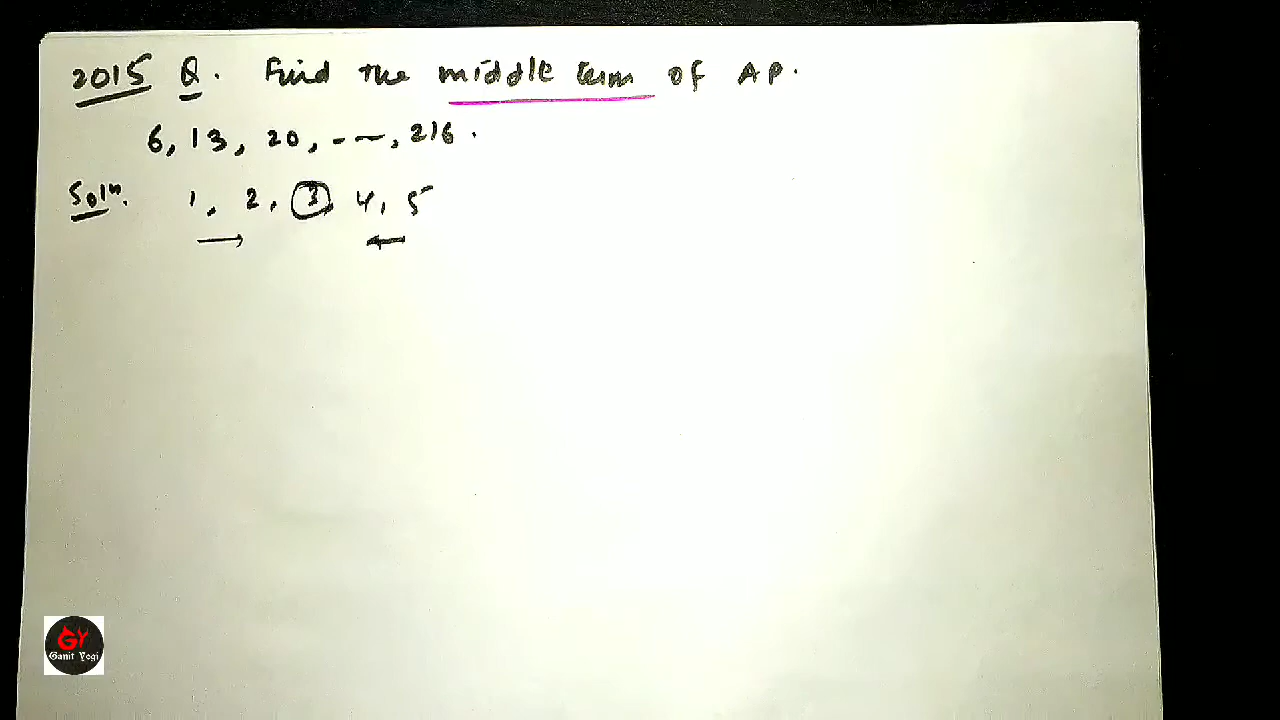 2015 Q. Find the middle term of AP.
6, 13, 20, -~, 216.
Soln. 1, 2, 3, 4, 5
GY
Ganit Yogi